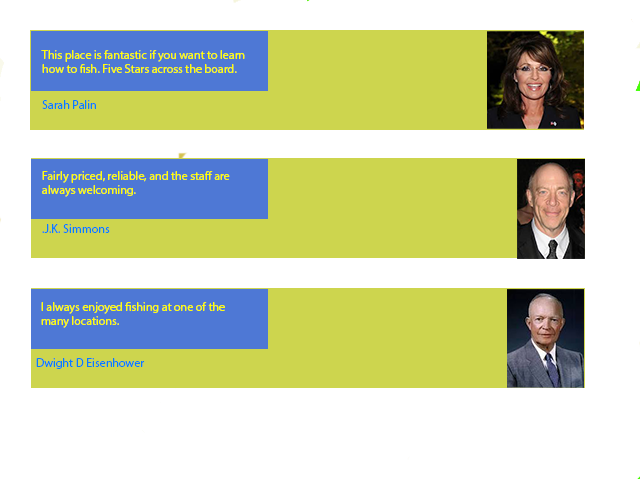 This place is fantastic if you want to learn
how to fish. Five Stars across the board.
Sarah Palin
Fairly priced, reliable, and the staff are
always welcoming.
J.K. Simmons
I always enjoyed fishing at one of the
many locations.
Dwight D Eisenhower